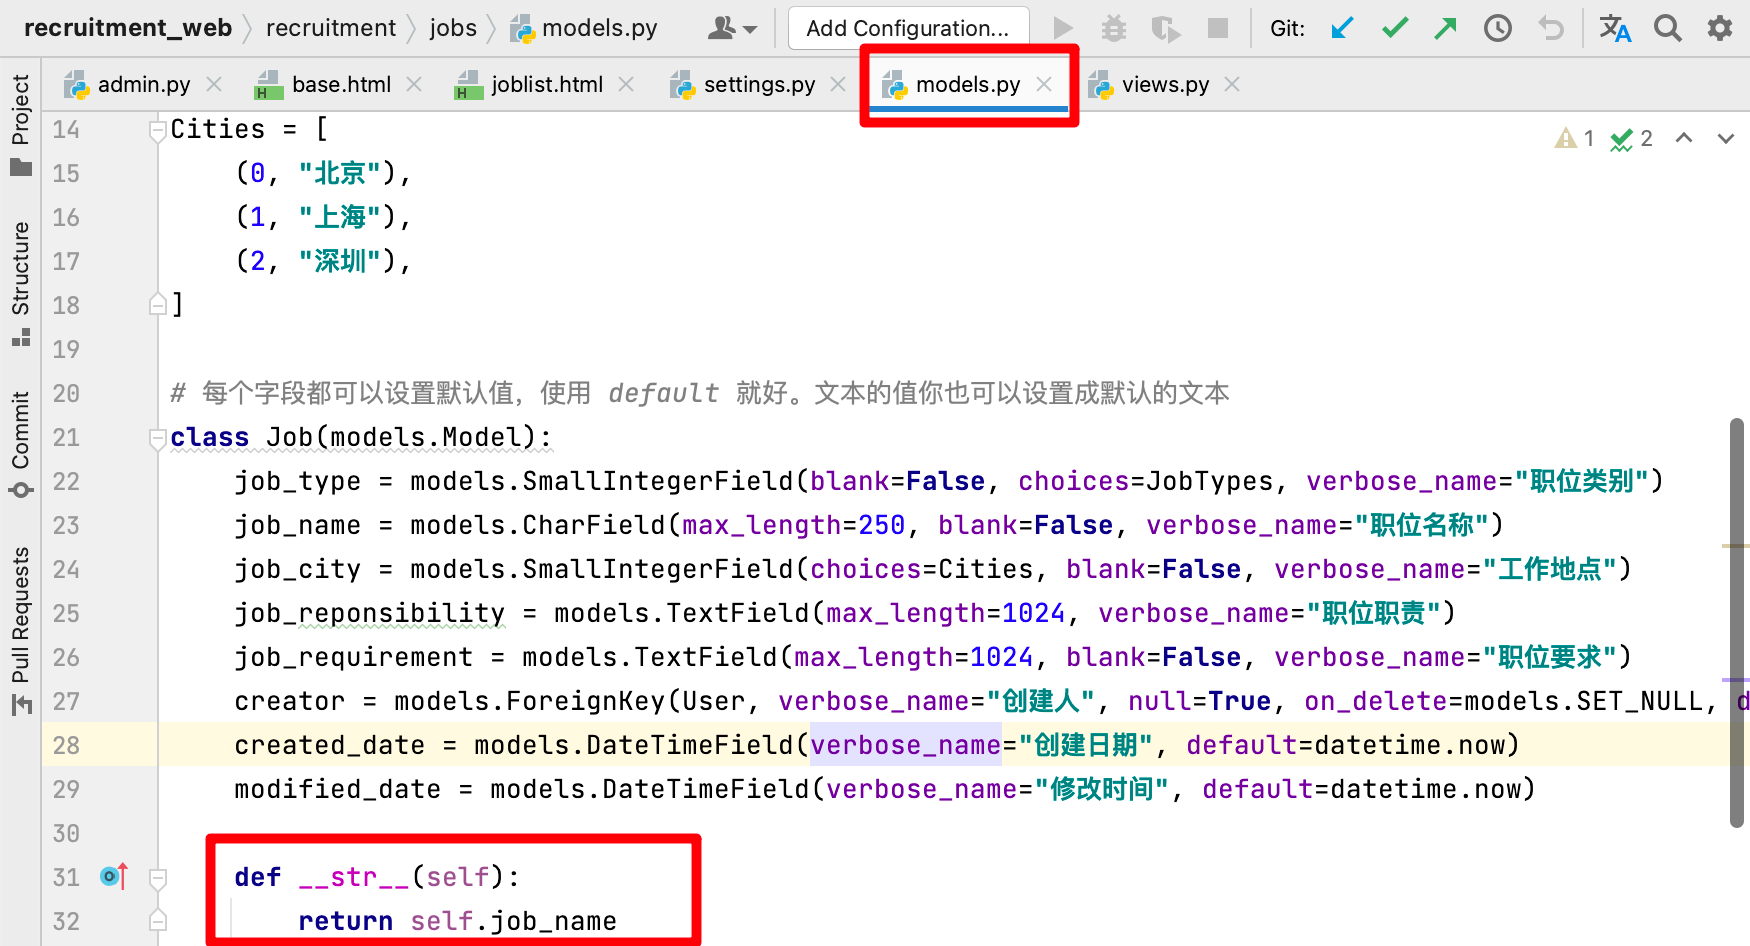 recruitment_web recruitment jobs models.py Add Configuration... Git:
admin.py base.html joblist.html settings.py models.py views.py
Project
Structure
Commit
Pull Requests
1 2
14 Cities = [
15 (0, "北京"),
16 (1, "上海"),
17 (2, "深圳"),
18 ]
19
20 # 每个字段都可以设置默认值，使用 default 就好。文本的值你也可以设置成默认的文本
21 class Job(models.Model):
22 job_type = models.SmallIntegerField(blank=False, choices=JobTypes, verbose_name="职位类别")
23 job_name = models.CharField(max_length=250, blank=False, verbose_name="职位名称")
24 job_city = models.SmallIntegerField(choices=Cities, blank=False, verbose_name="工作地点")
25 job_reponsibility = models.TextField(max_length=1024, verbose_name="职位职责")
26 job_requirement = models.TextField(max_length=1024, blank=False, verbose_name="职位要求")
27 creator = models.ForeignKey(User, verbose_name="创建人", null=True, on_delete=models.SET_NULL, d
28 created_date = models.DateTimeField(verbose_name="创建日期", default=datetime.now)
29 modified_date = models.DateTimeField(verbose_name="修改时间", default=datetime.now)
30
31 def __str__(self):
32 return self.job_name